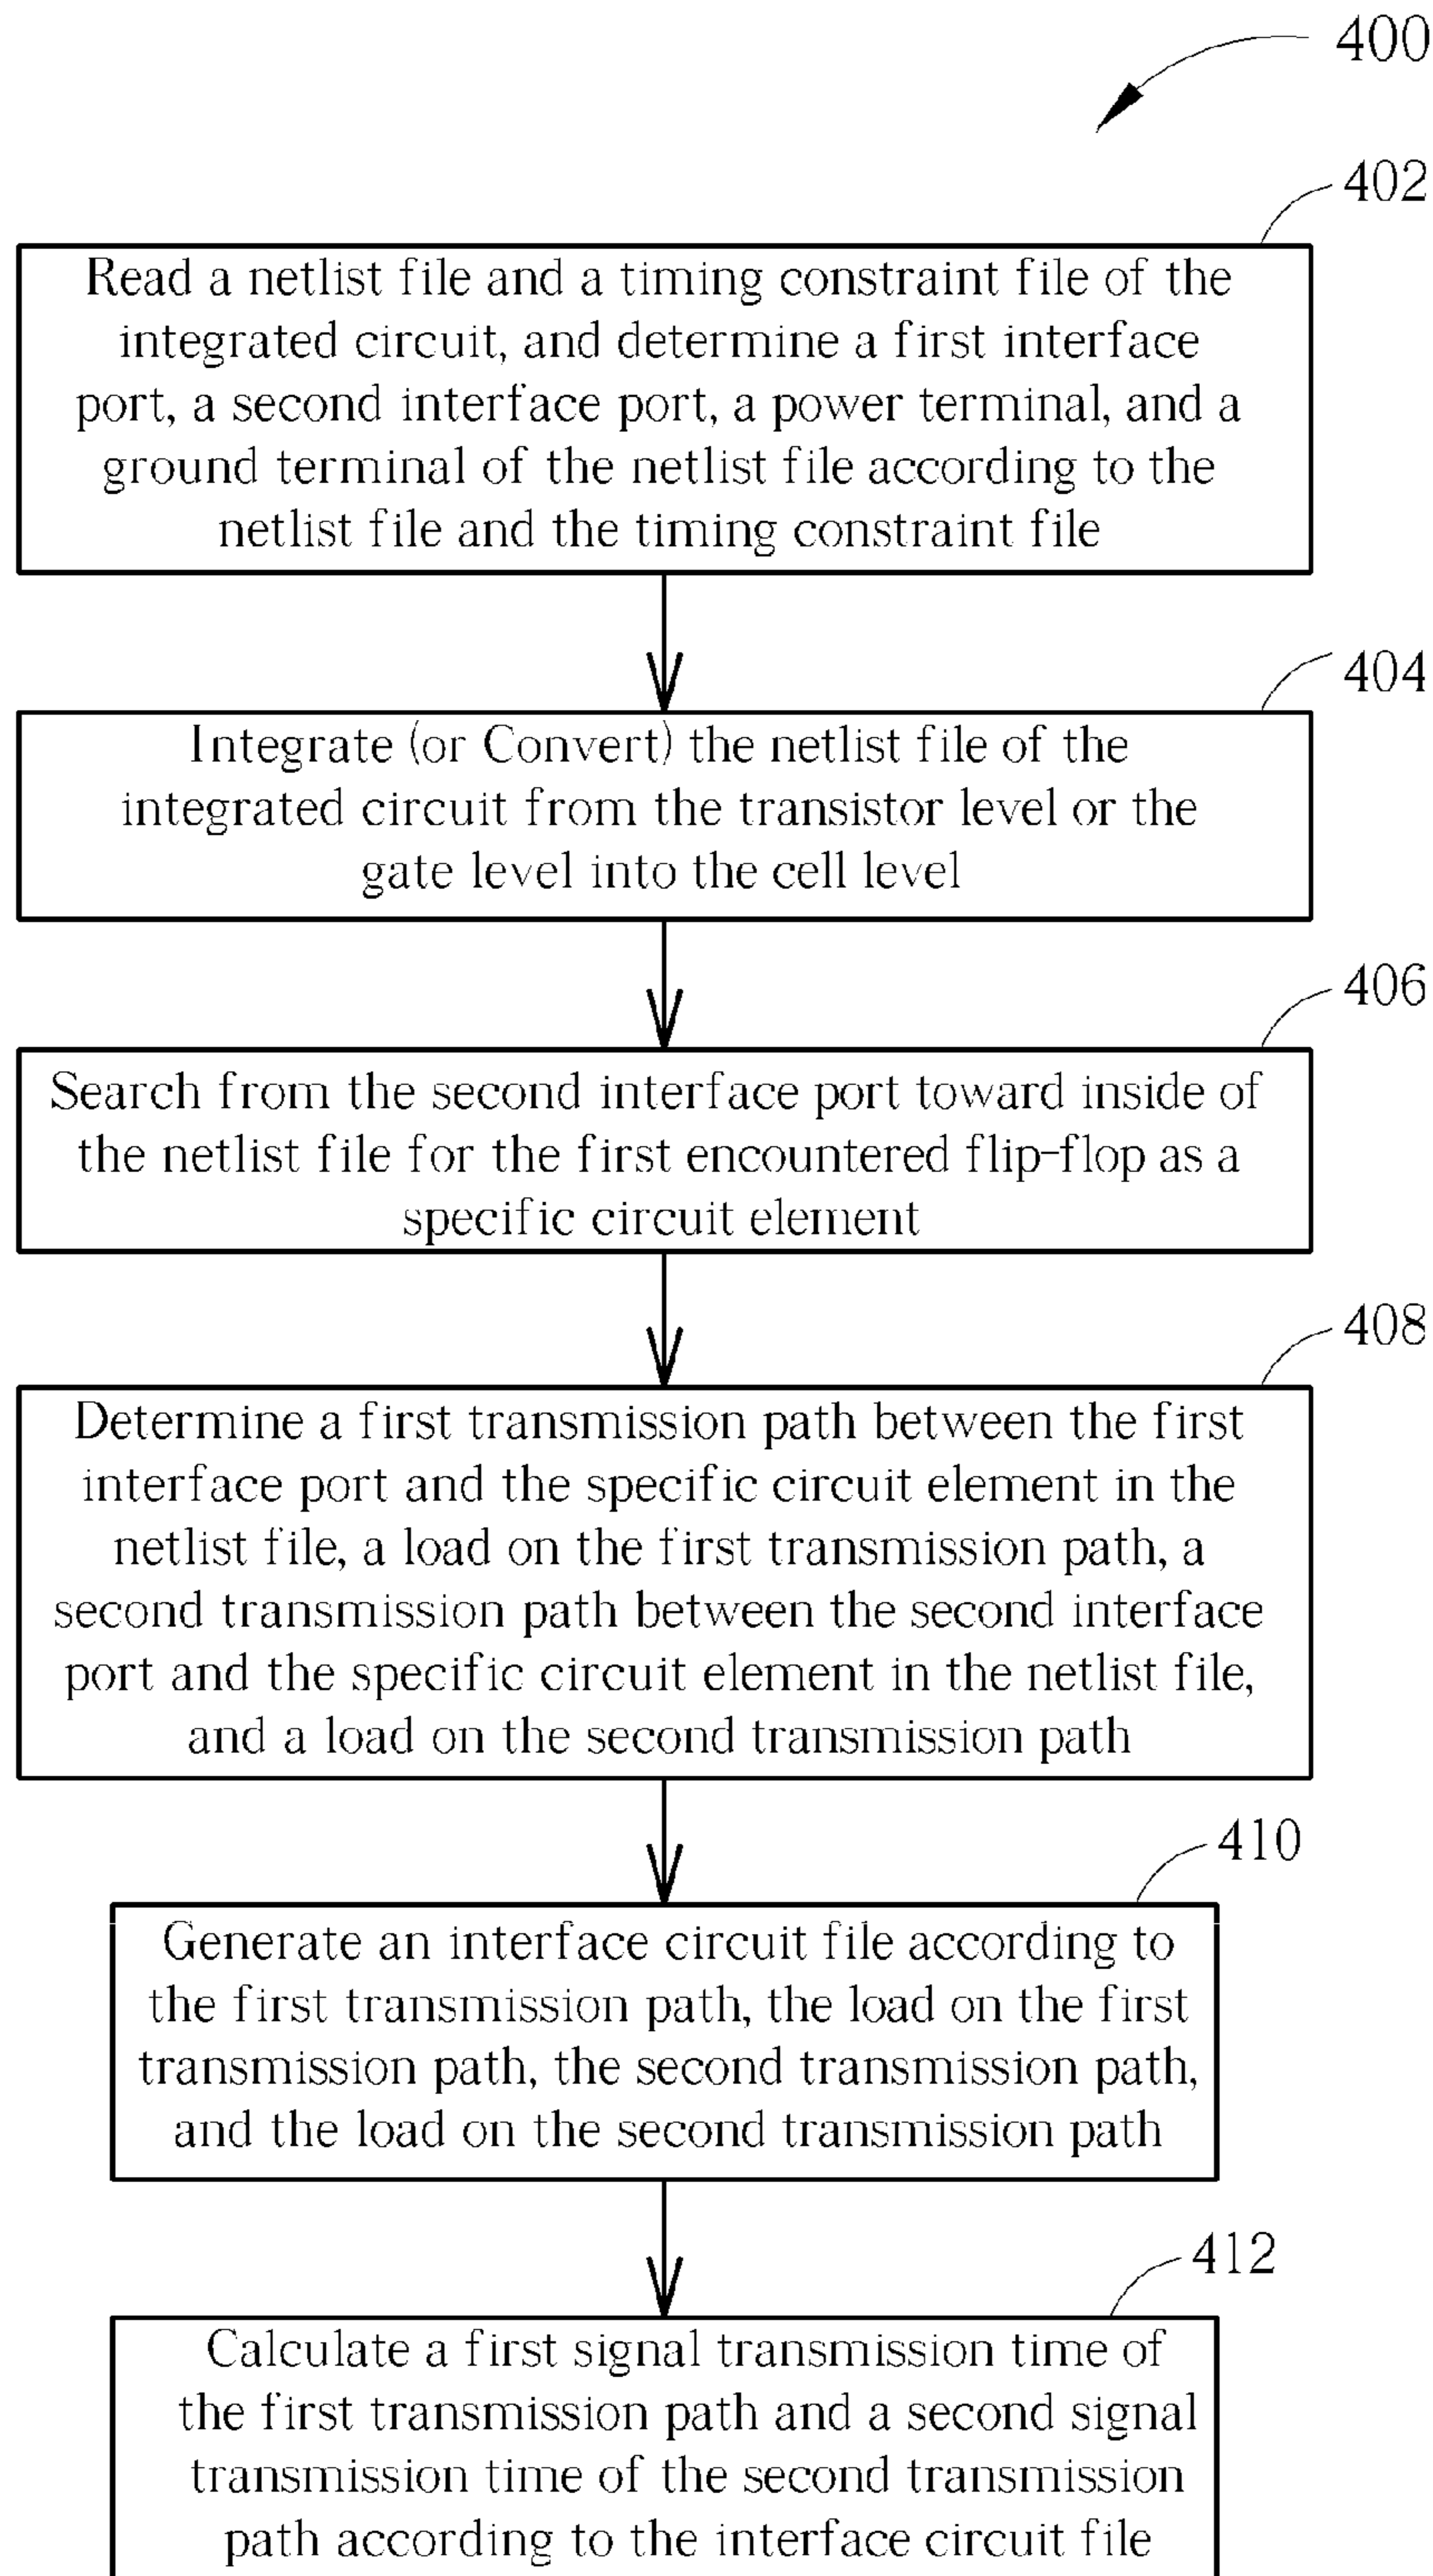 400
402
Read a netlist file and a timing constraint file of the
integrated circuit, and determine a first interface
port, a second interface port, a power terminal, and a
ground terminal of the netlist file according to the
netlist file and the timing constraint file
404
Integrate (or Convert) the netlist file of the
integrated circuit from the transistor level or the
gate level into the cell level
406
Search from the second interface port toward inside of
the netlist file for the first encountered flip-flop as a
specific circuit element
408
Determine a first transmission path between the first
interface port and the specific circuit element in the
netlist file, a load on the first transmission path, a
second transmission path between the second interface
port and the specific circuit element in the netlist file,
and a load on the second transmission path
410
Generate an interface circuit file according to
the first transmission path, the load on the first
transmission path, the second transmission path,
and the load on the second transmission path
412
Calculate a first signal transmission time of
the first transmission path and a second signal
transmission time of the second transmission
path according to the interface circuit file